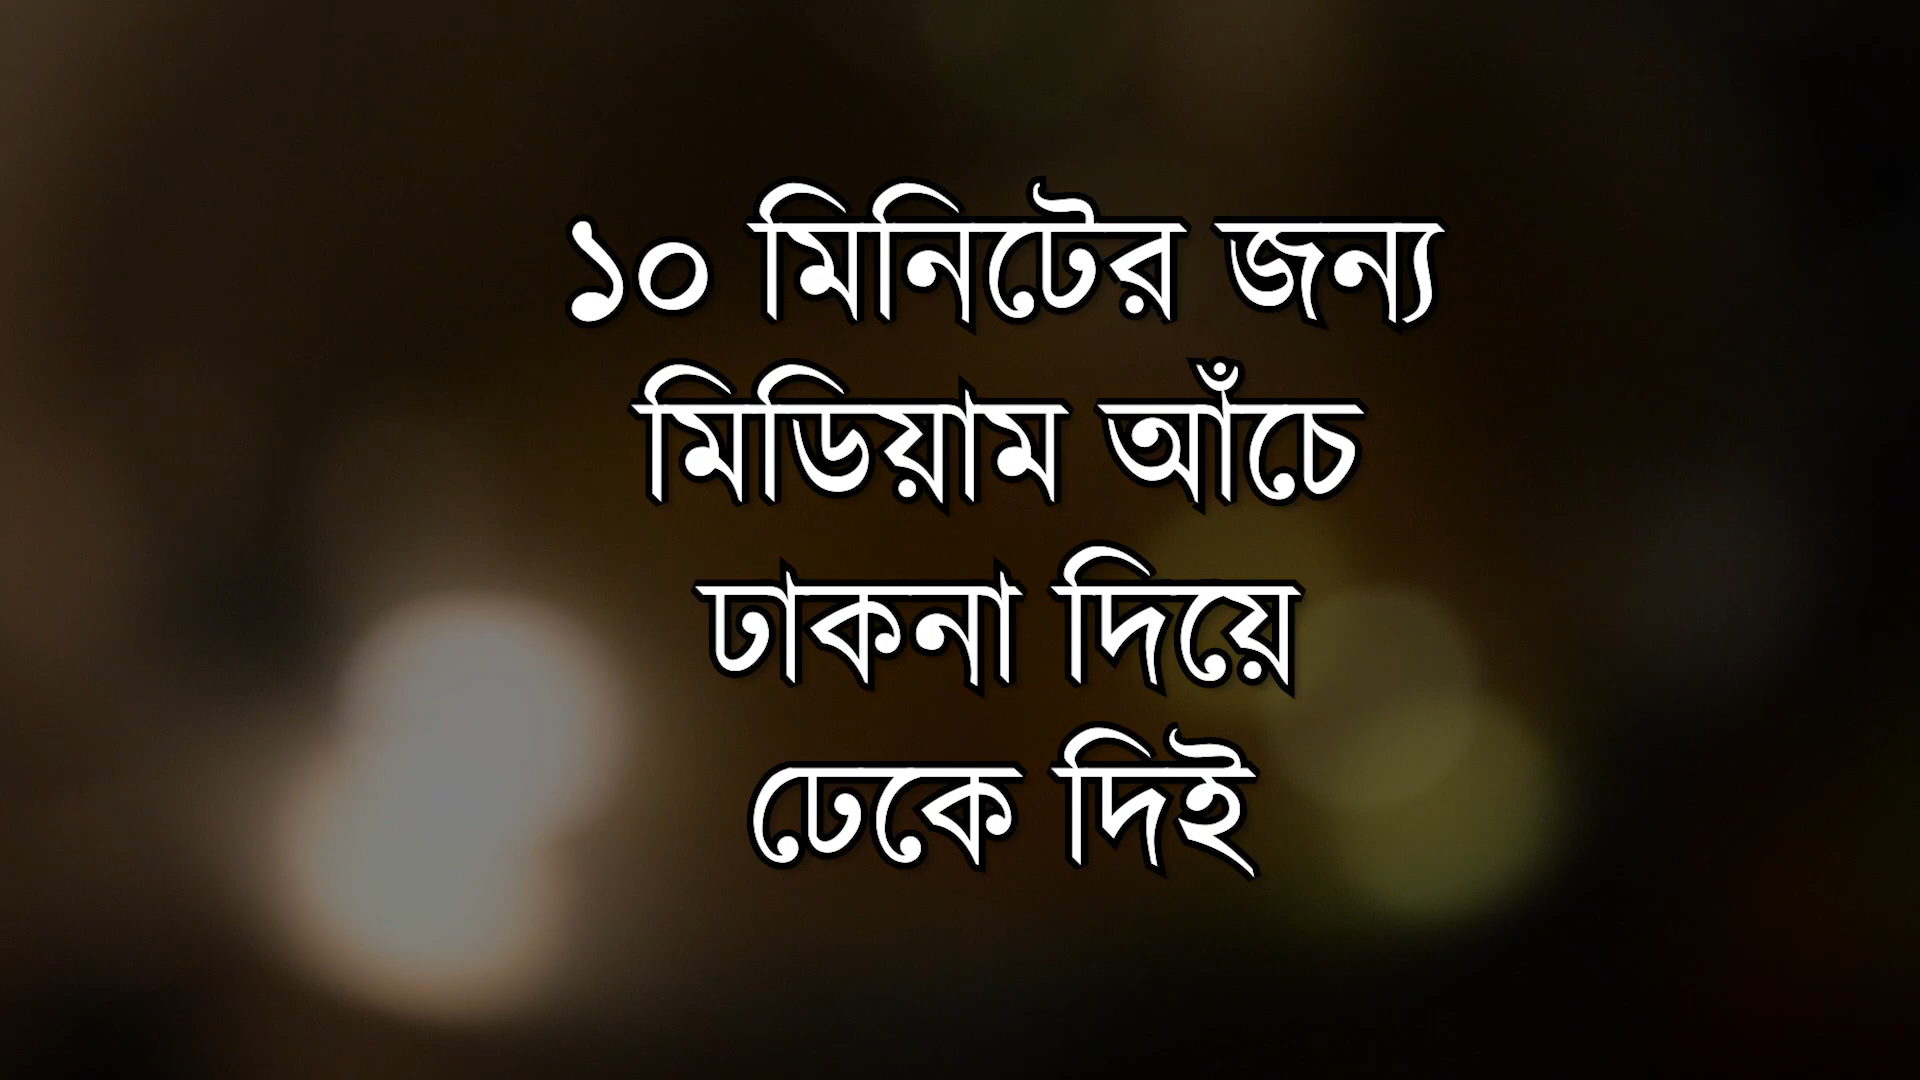 ১০ মিনিটের জন্য
মিডিয়াম আঁচে
ঢাকনা দিয়ে
ঢেকে দিই